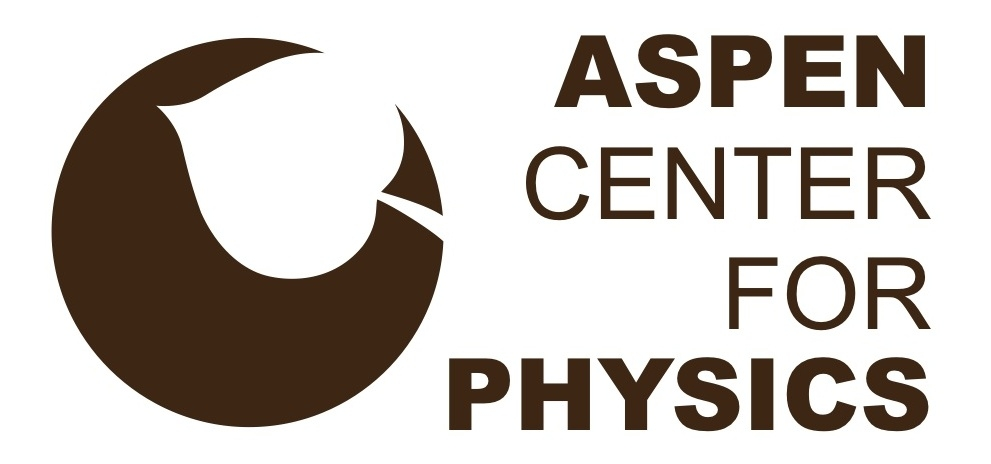 ASPEN
CENTER
FOR
PHYSICS